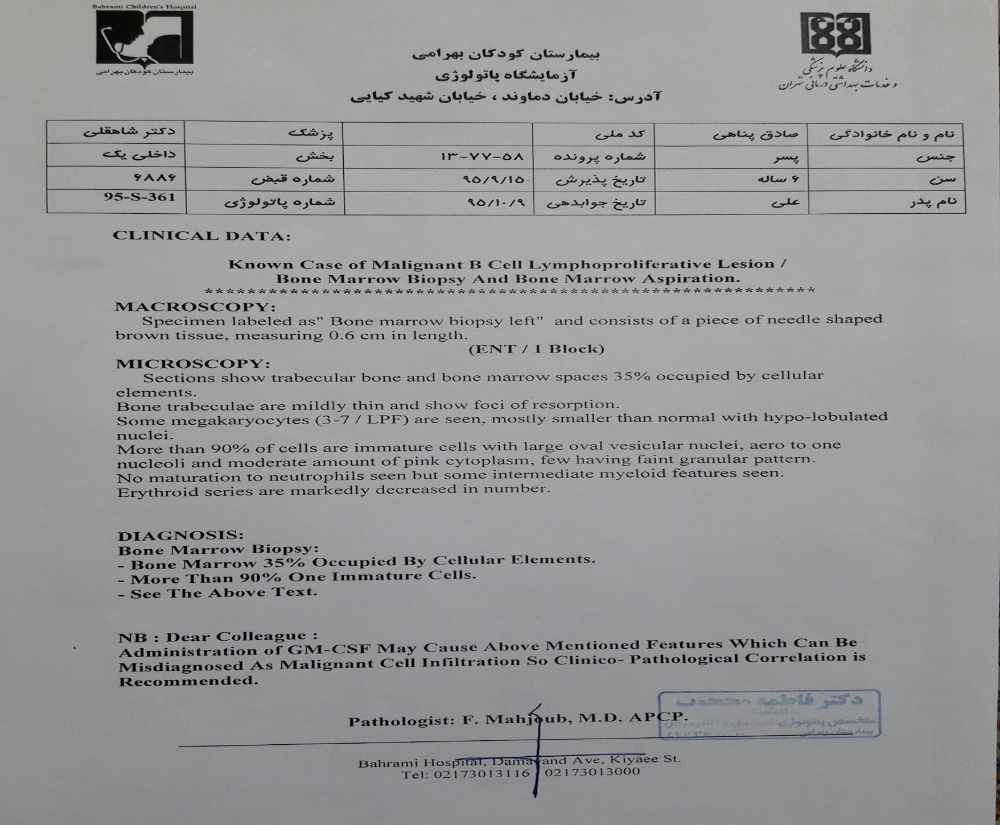 Bahrami Children's Hospital
بیمارستان کودکان بهرامی
دانشگاه علوم پزشکی
و خدمات بهداشتی درمانی تهران
بیمارستان کودکان بهرامی
آزمایشگاه پاتولوژی
آدرس: خیابان دماوند ، خیابان شهید کیایی
نام و نام خانوادگی صادق پناهی کد ملی پزشک دکتر شاهقلی
جنس پسر شماره پرونده ۱۳-۷۷-۵۸ بخش داخلی یک
سن ۶ ساله تاریخ پذیرش ۹۵/۹/۱۵ شماره قبض ۶۸۸۶
نام پدر علی تاریخ جوابدهی ۹۵/۱۰/۹ شماره پاتولوژی 95-S-361
CLINICAL DATA:
Known Case of Malignant B Cell Lymphoproliferative Lesion /
Bone Marrow Biopsy And Bone Marrow Aspiration.
**********************************************************
MACROSCOPY:
Specimen labeled as" Bone marrow biopsy left" and consists of a piece of needle shaped
brown tissue, measuring 0.6 cm in length.
(ENT / 1 Block)
MICROSCOPY:
Sections show trabecular bone and bone marrow spaces 35% occupied by cellular
elements.
Bone trabeculae are mildly thin and show foci of resorption.
Some megakaryocytes (3-7 / LPF) are seen, mostly smaller than normal with hypo-lobulated
nuclei.
More than 90% of cells are immature cells with large oval vesicular nuclei, aero to one
nucleoli and moderate amount of pink cytoplasm, few having faint granular pattern.
No maturation to neutrophils seen but some intermediate myeloid features seen.
Erythroid series are markedly decreased in number.
DIAGNOSIS:
Bone Marrow Biopsy:
- Bone Marrow 35% Occupied By Cellular Elements.
- More Than 90% One Immature Cells.
- See The Above Text.
NB : Dear Colleague :
Administration of GM-CSF May Cause Above Mentioned Features Which Can Be
Misdiagnosed As Malignant Cell Infiltration So Clinico- Pathological Correlation is
Recommended.
دکتر فاطمه محجوب
متخصص پاتولوژی
بیمارستان بهرامی
Pathologist: F. Mahjoub, M.D. APCP.
Bahrami Hospital, Damavand Ave, Kiyaee St.
Tel: 02173013116 - 02173013000